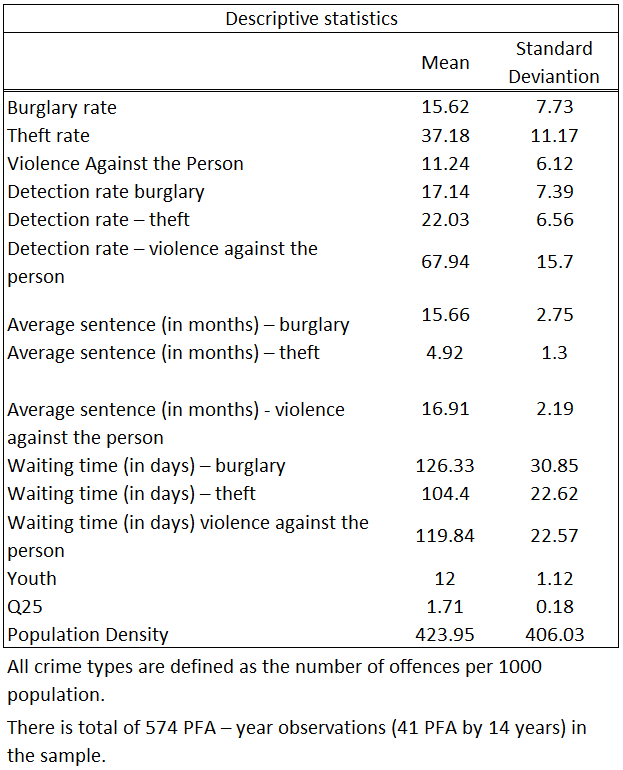 Descriptive statistics
Mean Standard Deviantion
Burglary rate 15.62 7.73
Theft rate 37.18 11.17
Violence Against the Person 11.24 6.12
Detection rate burglary 17.14 7.39
Detection rate – theft 22.03 6.56
Detection rate – violence against the
person 67.94 15.7
Average sentence (in months) – burglary 15.66 2.75
Average sentence (in months) – theft 4.92 1.3
Average sentence (in months) - violence
against the person 16.91 2.19
Waiting time (in days) – burglary 126.33 30.85
Waiting time (in days) – theft 104.4 22.62
Waiting time (in days) violence against the
person 119.84 22.57
Youth 12 1.12
Q25 1.71 0.18
Population Density 423.95 406.03
All crime types are defined as the number of offences per 1000
population.
There is total of 574 PFA – year observations (41 PFA by 14 years) in
the sample.